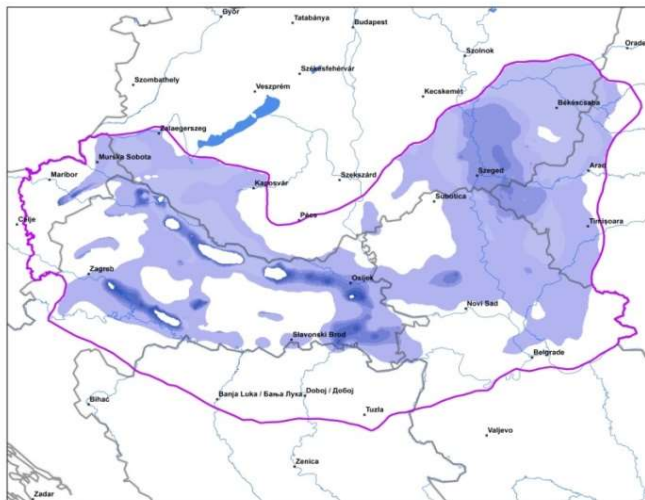 Győr
Tatabánya
Budapest
Szolnok
Oradea
Szombathely
Székesfehérvár
Veszprém
Kecskemét
Békéscsaba
Zalaegerszeg
Murska Sobota
Maribor
Kaposvár
Szekszárd
Szeged
Arad
Subotica
Celje
Pécs
Timișoara
Zagreb
Osijek
Novi Sad
Slavonski Brod
Belgrade
Bihać
Banja Luka / Бања Лука
Doboj / Добој
Tuzla
Valjevo
Zenica
Zadar